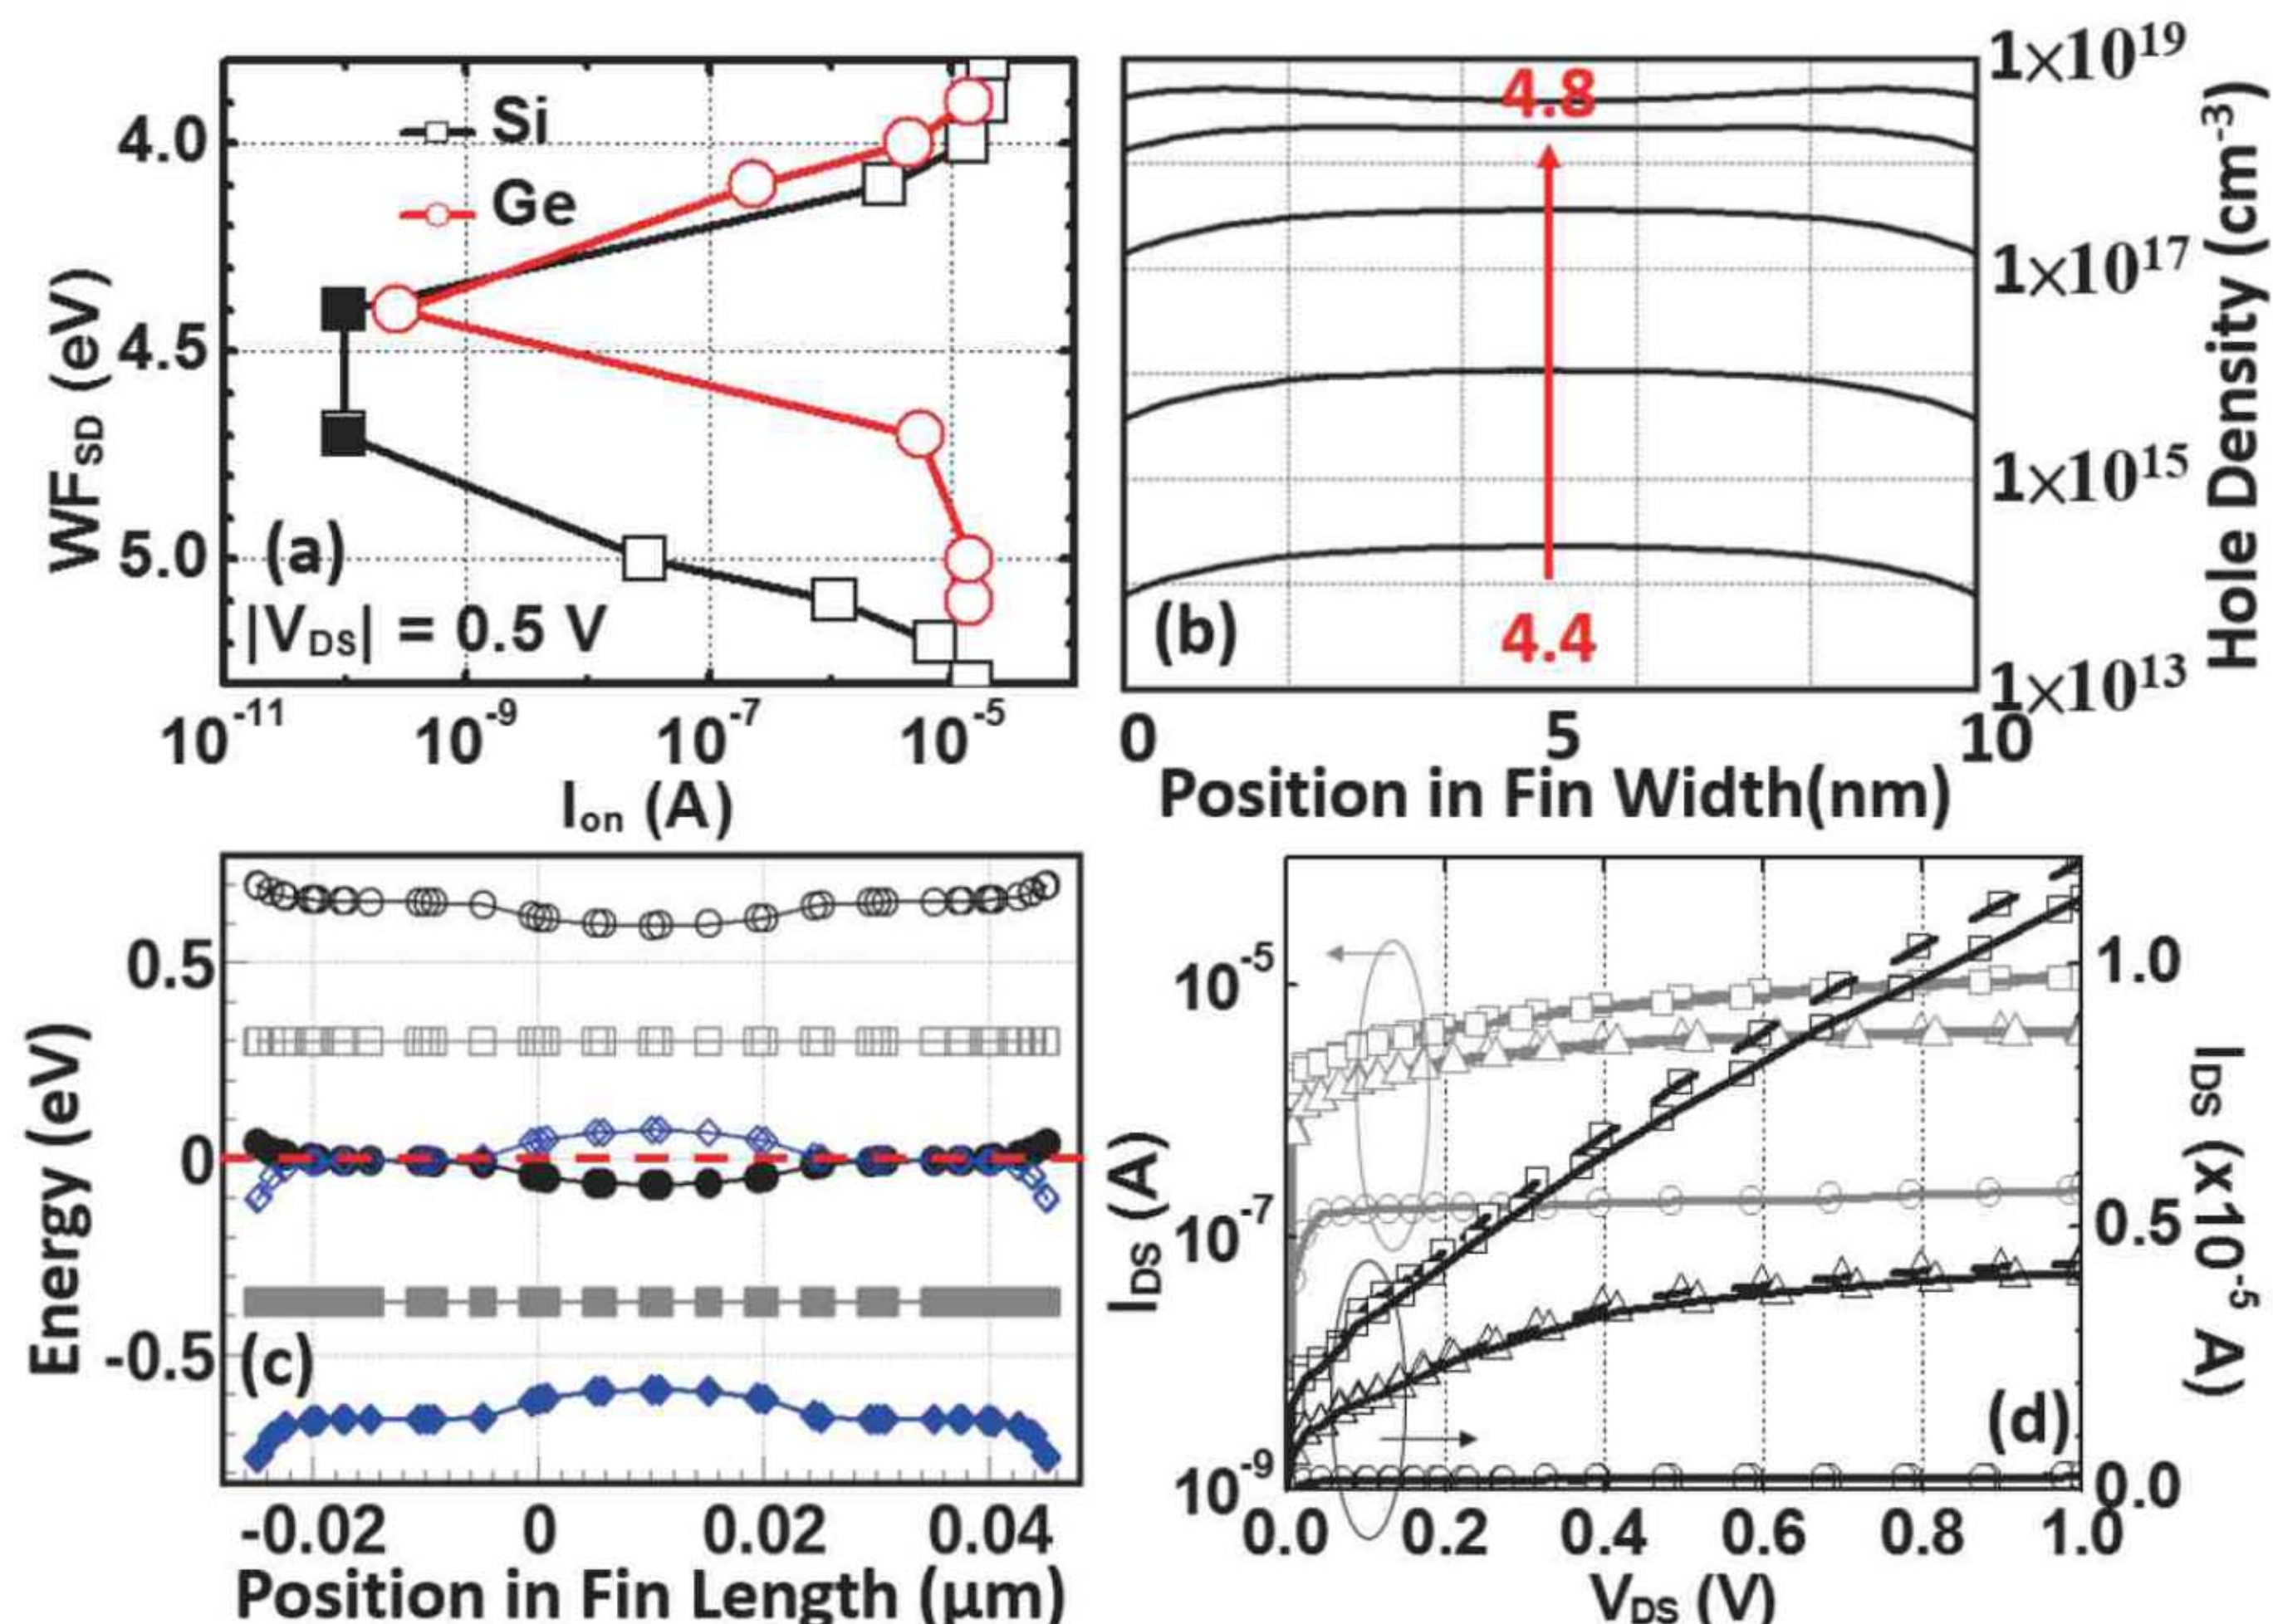 Si
Ge
4.0
4.5
5.0
WF_SD (eV)
(a)
|V_DS| = 0.5 V
10^-11
10^-9
10^-7
10^-5
I_on (A)
4.8
4.4
(b)
1×10^19
1×10^17
1×10^15
1×10^13
Hole Density (cm^-3)
0
5
10
Position in Fin Width(nm)
0.5
0
-0.5
Energy (eV)
(c)
-0.02
0
0.02
0.04
Position in Fin Length (μm)
10^-5
10^-7
10^-9
I_DS (A)
1.0
0.5
0.0
I_DS (x10^-5 A)
(d)
0.0
0.2
0.4
0.6
0.8
1.0
V_DS (V)